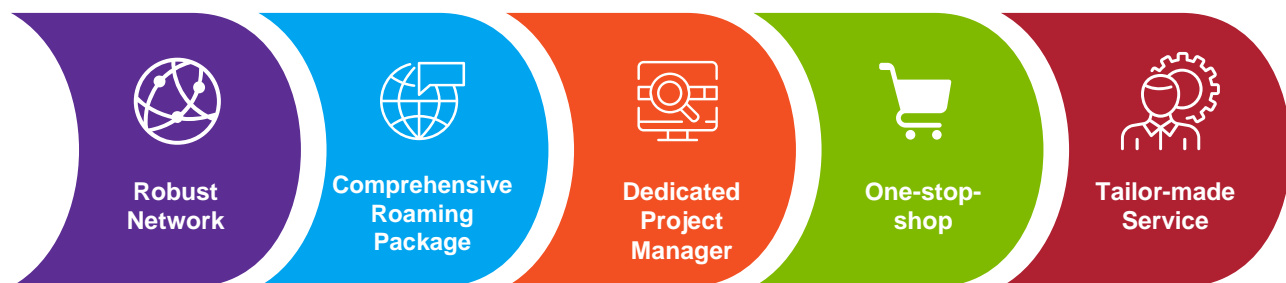 Robust
Network
Comprehensive
Roaming
Package
Dedicated
Project
Manager
One-stop-
shop
Tailor-made
Service